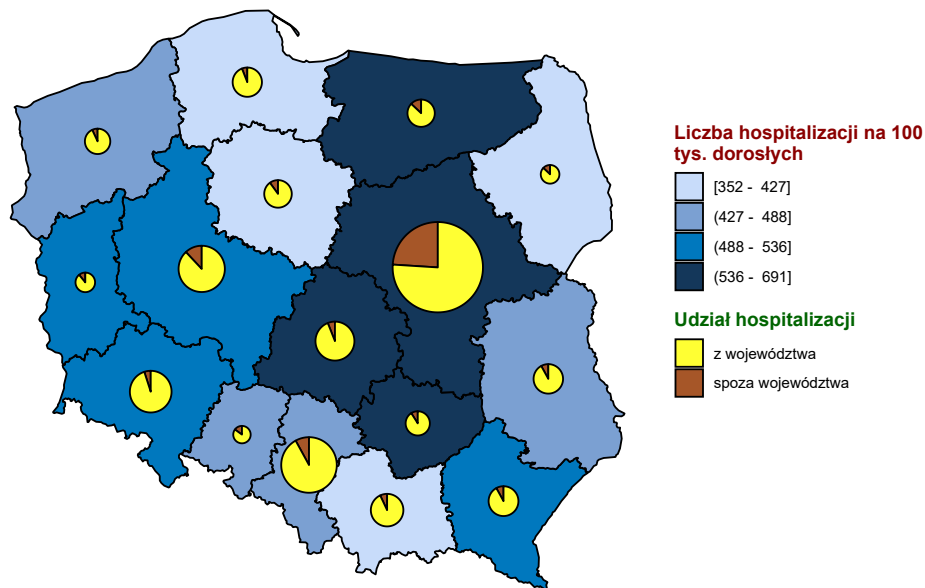 Liczba hospitalizacji na 100
tys. dorosłych
[352 - 427]
(427 - 488]
(488 - 536]
(536 - 691]
Udział hospitalizacji
z województwa
spoza województwa